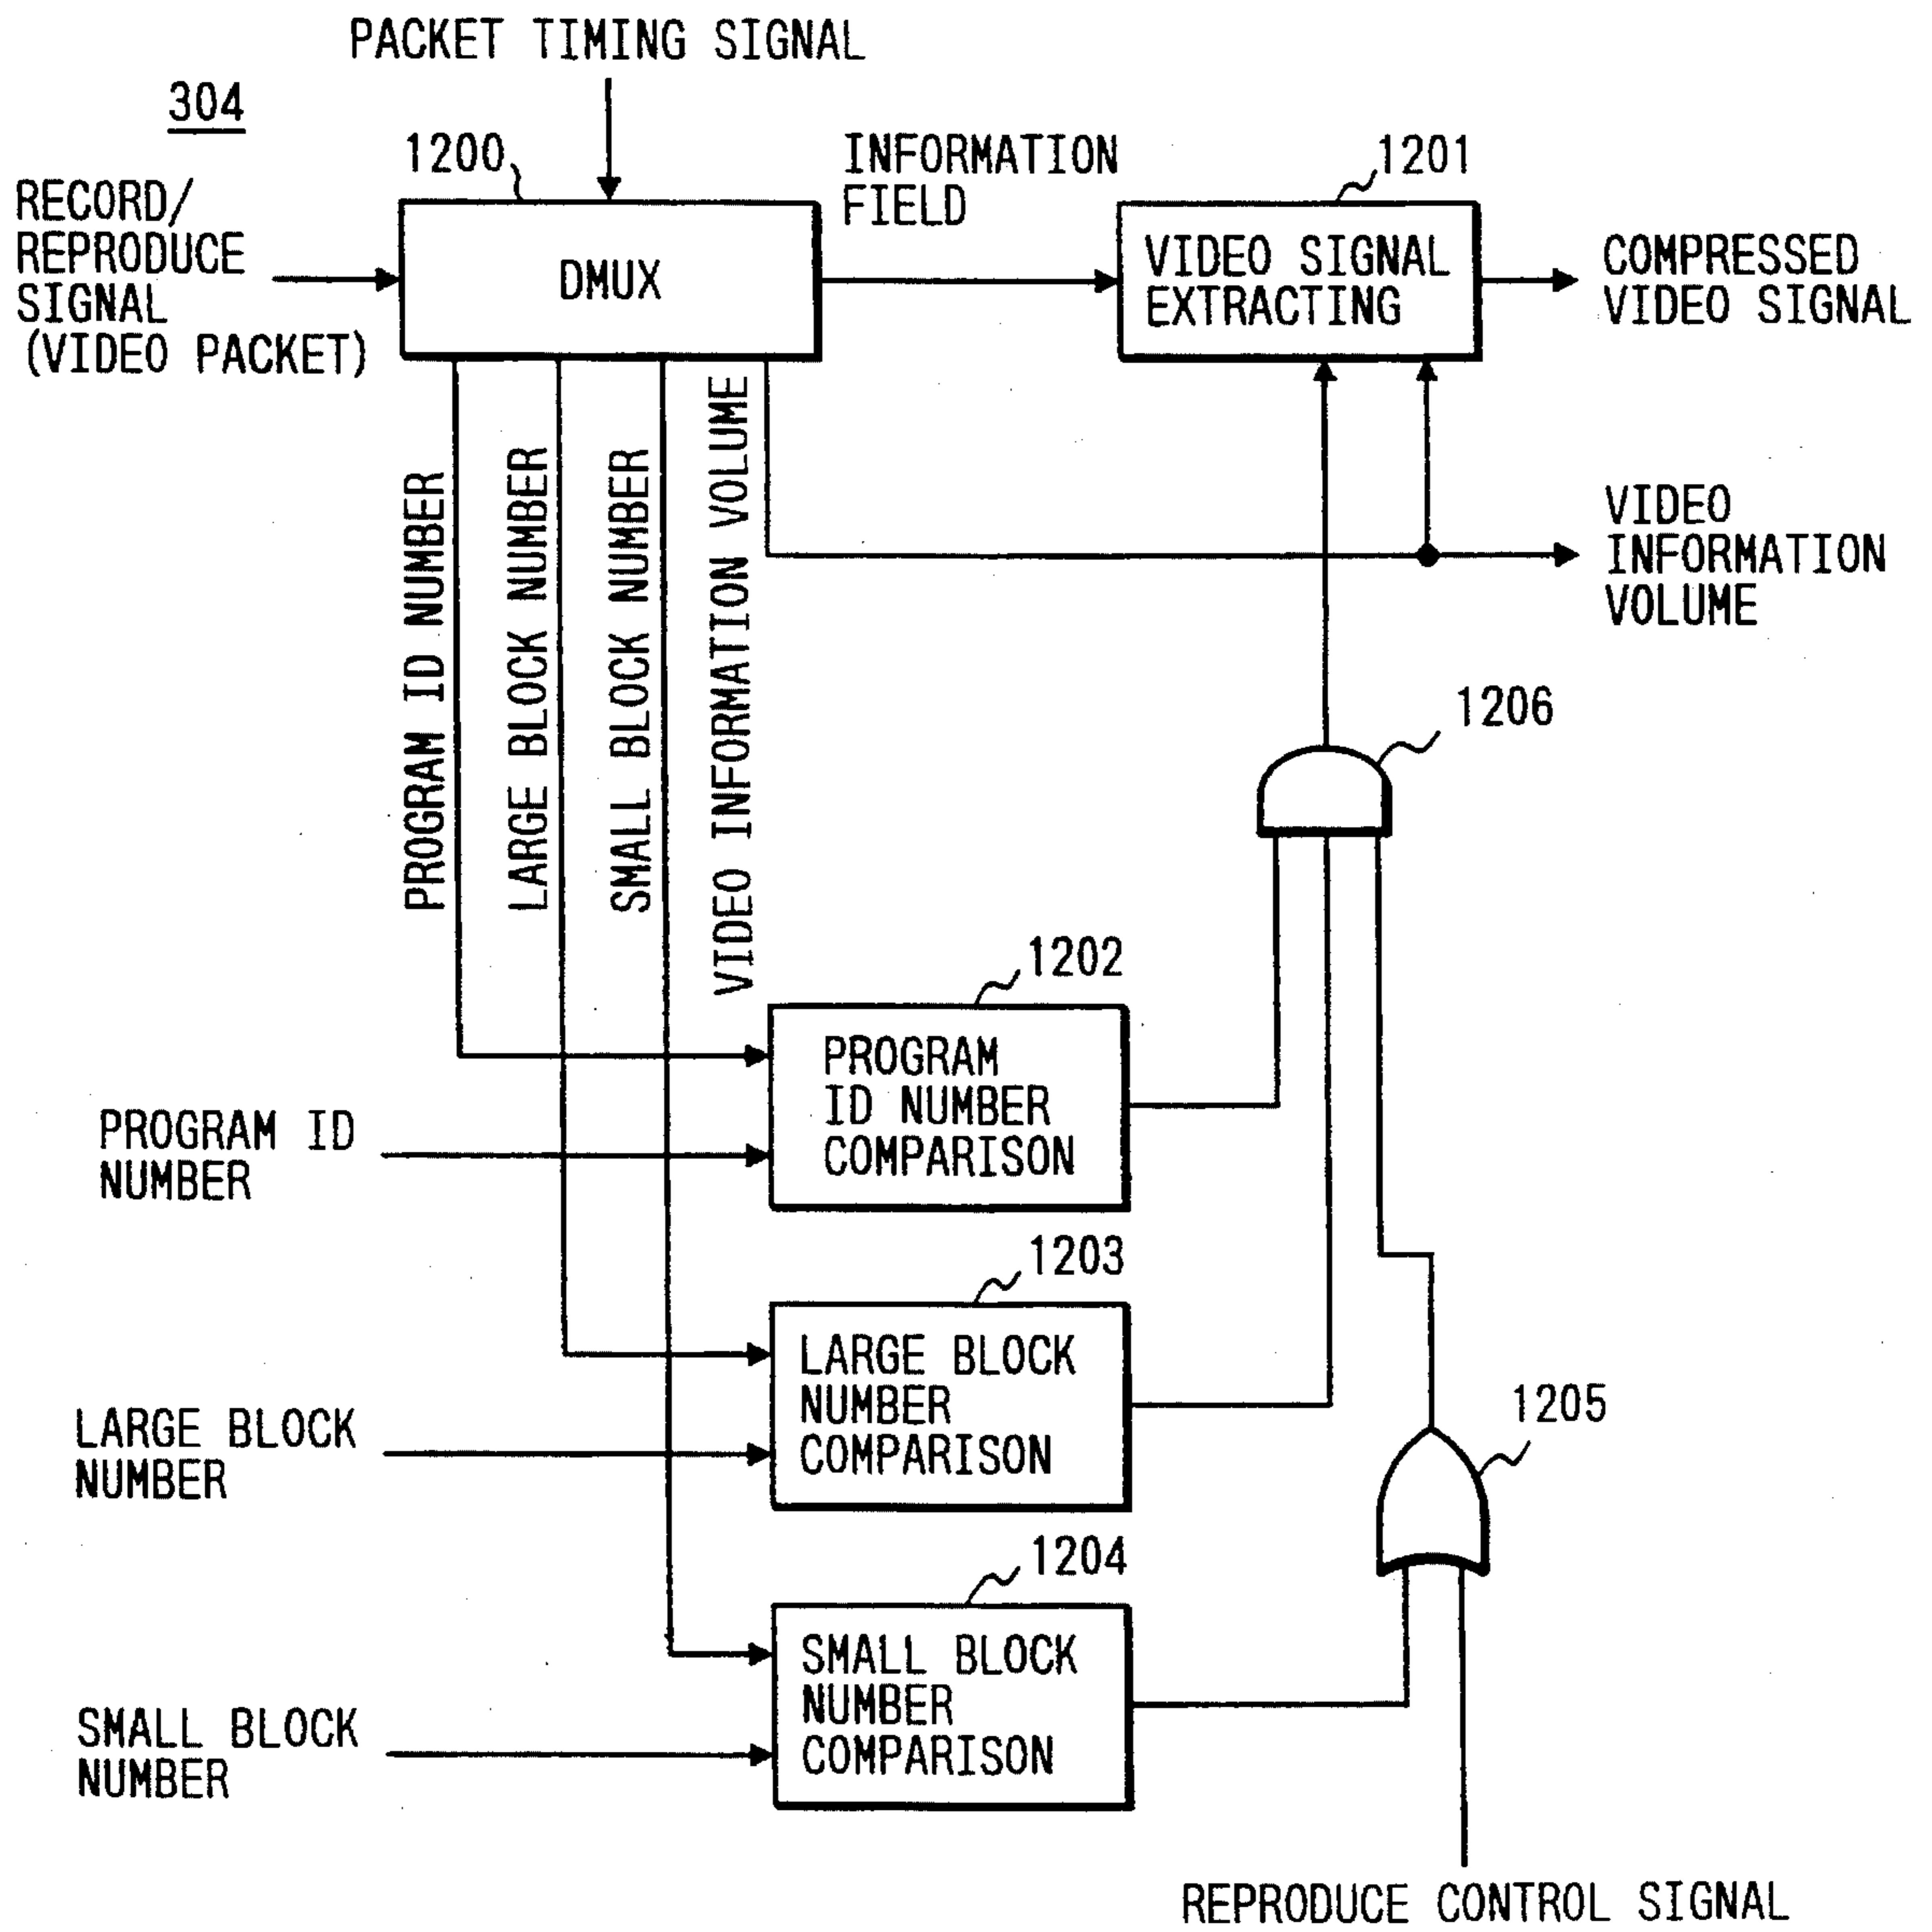 PACKET TIMING SIGNAL
304
1200
INFORMATION
FIELD
1201
RECORD/
REPRODUCE
SIGNAL
(VIDEO PACKET)
DMUX
VIDEO SIGNAL
EXTRACTING
COMPRESSED
VIDEO SIGNAL
PROGRAM ID NUMBER
LARGE BLOCK NUMBER
SMALL BLOCK NUMBER
VIDEO INFORMATION VOLUME
VIDEO
INFORMATION
VOLUME
1206
1202
PROGRAM
ID NUMBER
COMPARISON
PROGRAM ID
NUMBER
1203
LARGE BLOCK
NUMBER
COMPARISON
LARGE BLOCK
NUMBER
1205
1204
SMALL BLOCK
NUMBER
COMPARISON
SMALL BLOCK
NUMBER
REPRODUCE CONTROL SIGNAL